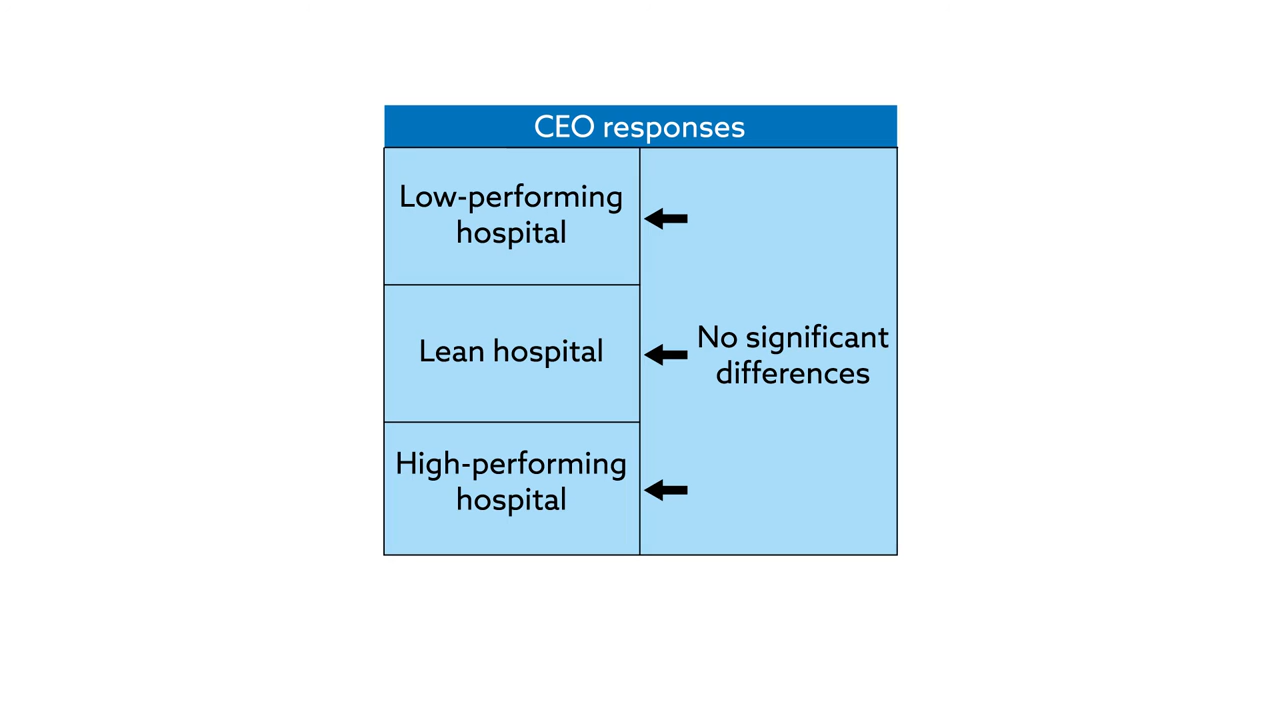 CEO responses
Low-performing
hospital
Lean hospital
High-performing
hospital
No significant
differences